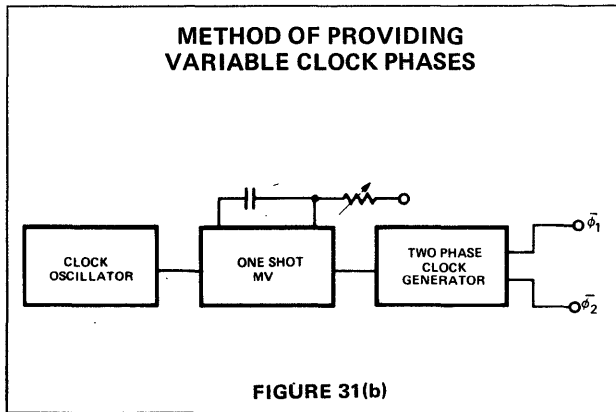 METHOD OF PROVIDING
VARIABLE CLOCK PHASES
CLOCK
OSCILLATOR
ONE SHOT
MV
TWO PHASE
CLOCK
GENERATOR
ϕ̄1
ϕ̄2
FIGURE 31(b)